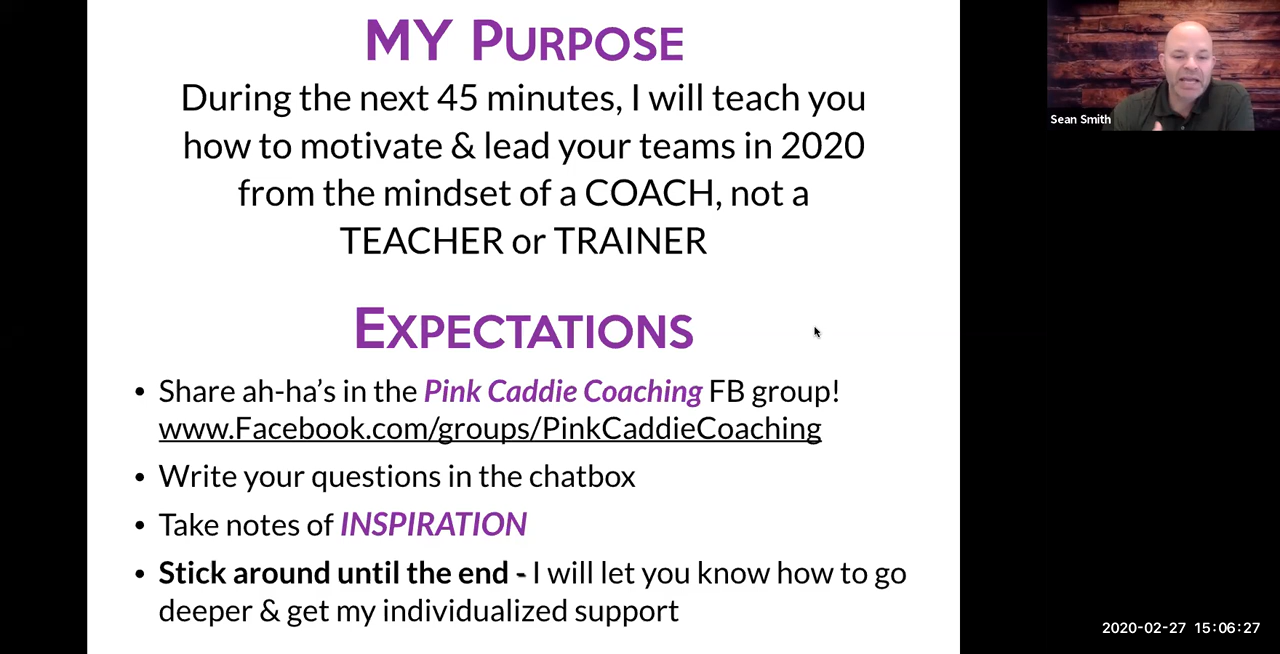 MY PURPOSE
During the next 45 minutes, I will teach you
how to motivate & lead your teams in 2020
from the mindset of a COACH, not a
TEACHER or TRAINER
EXPECTATIONS
• Share ah-ha's in the Pink Caddie Coaching FB group!
www.Facebook.com/groups/PinkCaddieCoaching
• Write your questions in the chatbox
• Take notes of INSPIRATION
• Stick around until the end - I will let you know how to go
deeper & get my individualized support
Sean Smith
2020-02-27 15:06:27